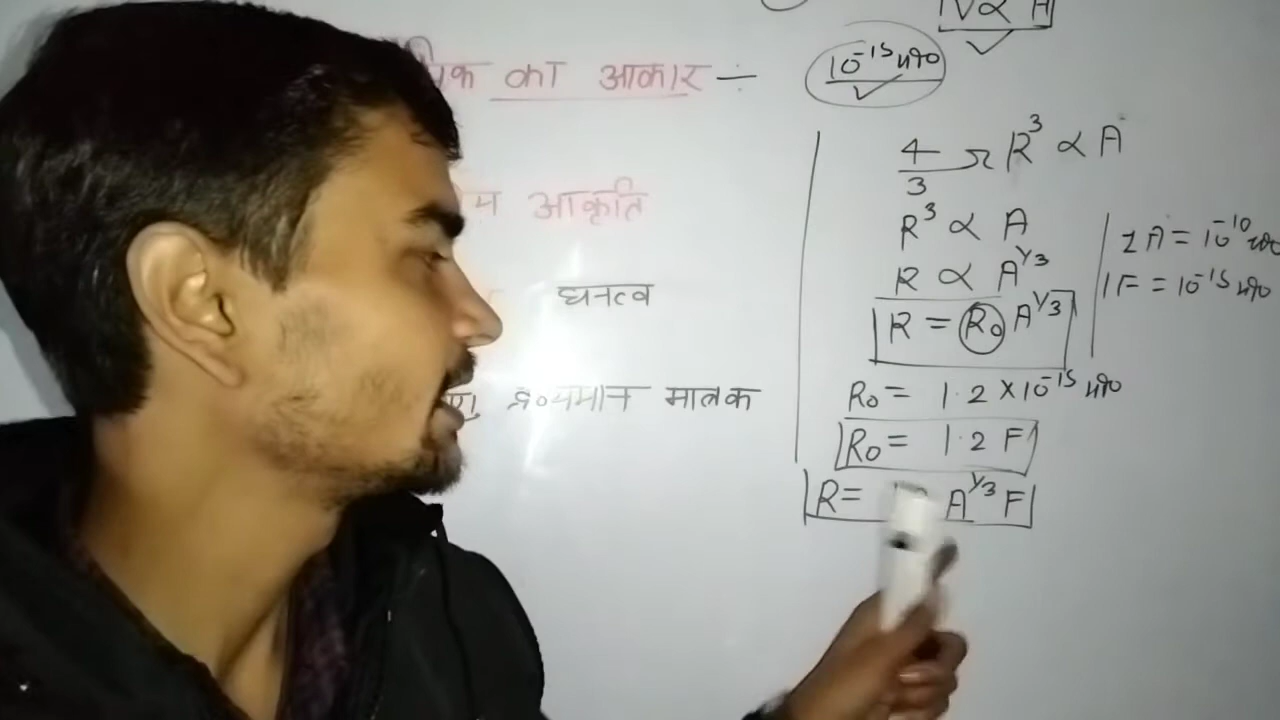 V ∝ A
का आकार :- 10⁻¹⁵ मी०
आकृति
घनत्व
द्रव्यमान मात्रक
4/3 π R³ ∝ A
R³ ∝ A
R ∝ A^1/3
R = R₀ A^1/3
1 A = 10⁻¹⁰ मी०
1 F = 10⁻¹⁵ मी०
R₀ = 1.2 × 10⁻¹⁵ मी०
R₀ = 1.2 F
R = A^1/3 F